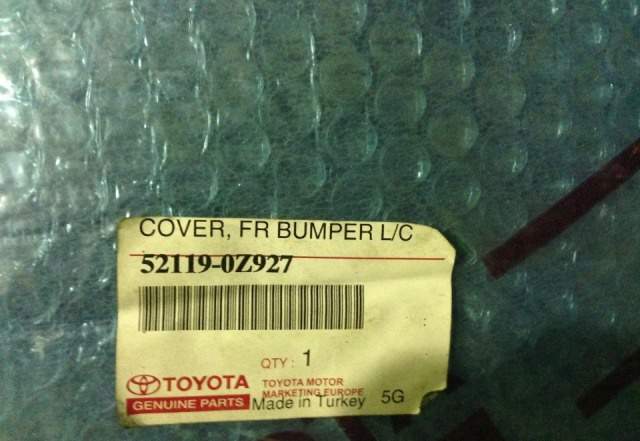 COVER, FR BUMPER L/C
52119-0Z927
QTY : 1
TOYOTA
GENUINE PARTS
TOYOTA MOTOR
MARKETING EUROPE
Made in Turkey 5G